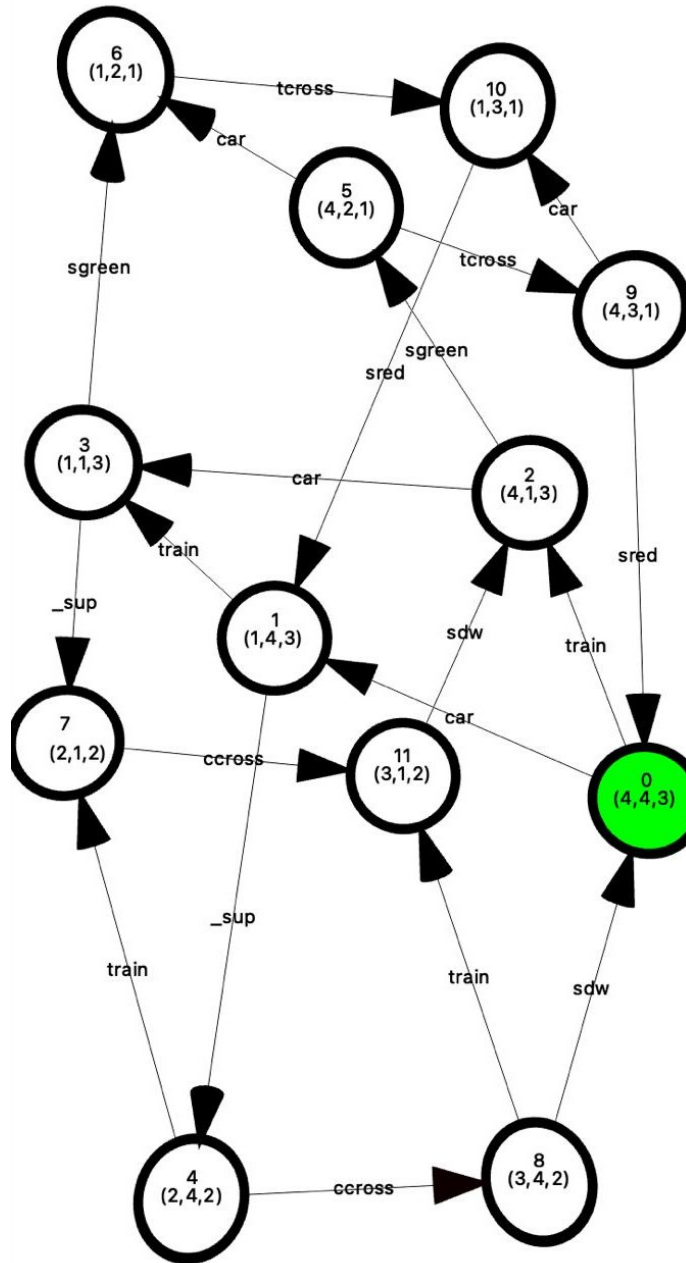 6
(1,2,1)
tcross
10
(1,3,1)
car
5
(4,2,1)
car
tcross
9
(4,3,1)
sgreen
sgreen
sred
3
(1,1,3)
2
(4,1,3)
car
train
sred
_sup
1
(1,4,3)
sdw
train
7
(2,1,2)
car
ccross
11
(3,1,2)
0
(4,4,3)
_sup
train
train
sdw
4
(2,4,2)
ccross
8
(3,4,2)